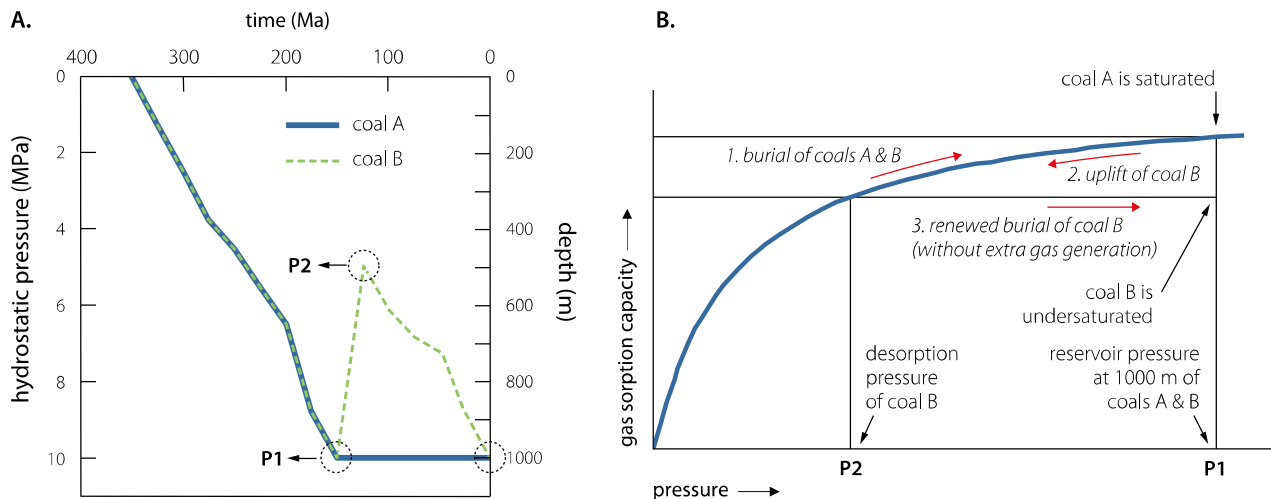 A.
time (Ma)
400
300
200
100
0
0
2
4
6
8
10
hydrostatic pressure (MPa)
0
200
400
600
800
1000
depth (m)
coal A
coal B
P2
P1
B.
coal A is saturated
1. burial of coals A & B
2. uplift of coal B
3. renewed burial of coal B
(without extra gas generation)
coal B is
undersaturated
desorption
pressure
of coal B
reservoir pressure
at 1000 m of
coals A & B
gas sorption capacity
P2
P1
pressure